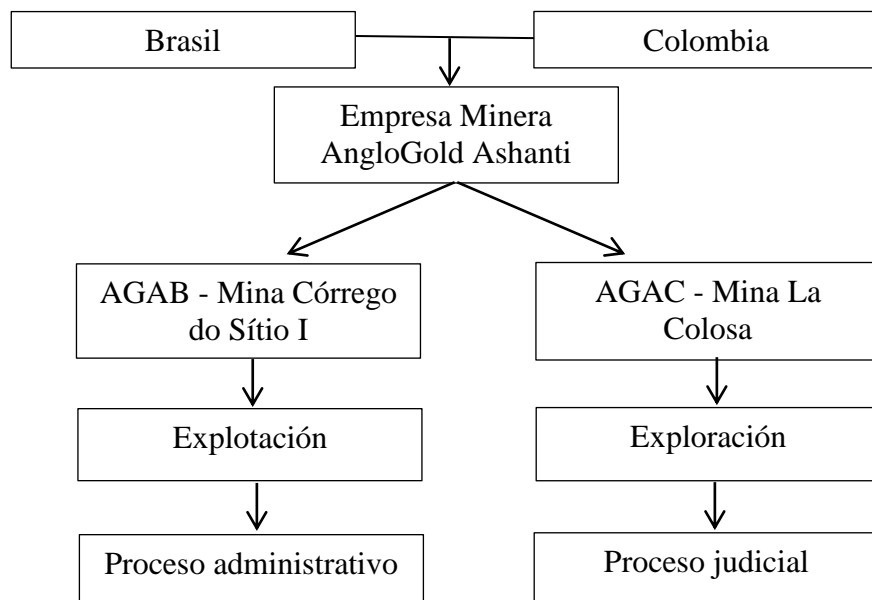 Brasil
Colombia
Empresa Minera
AngloGold Ashanti
AGAB - Mina Córrego
do Sítio I
AGAC - Mina La
Colosa
Explotación
Exploración
Proceso administrativo
Proceso judicial